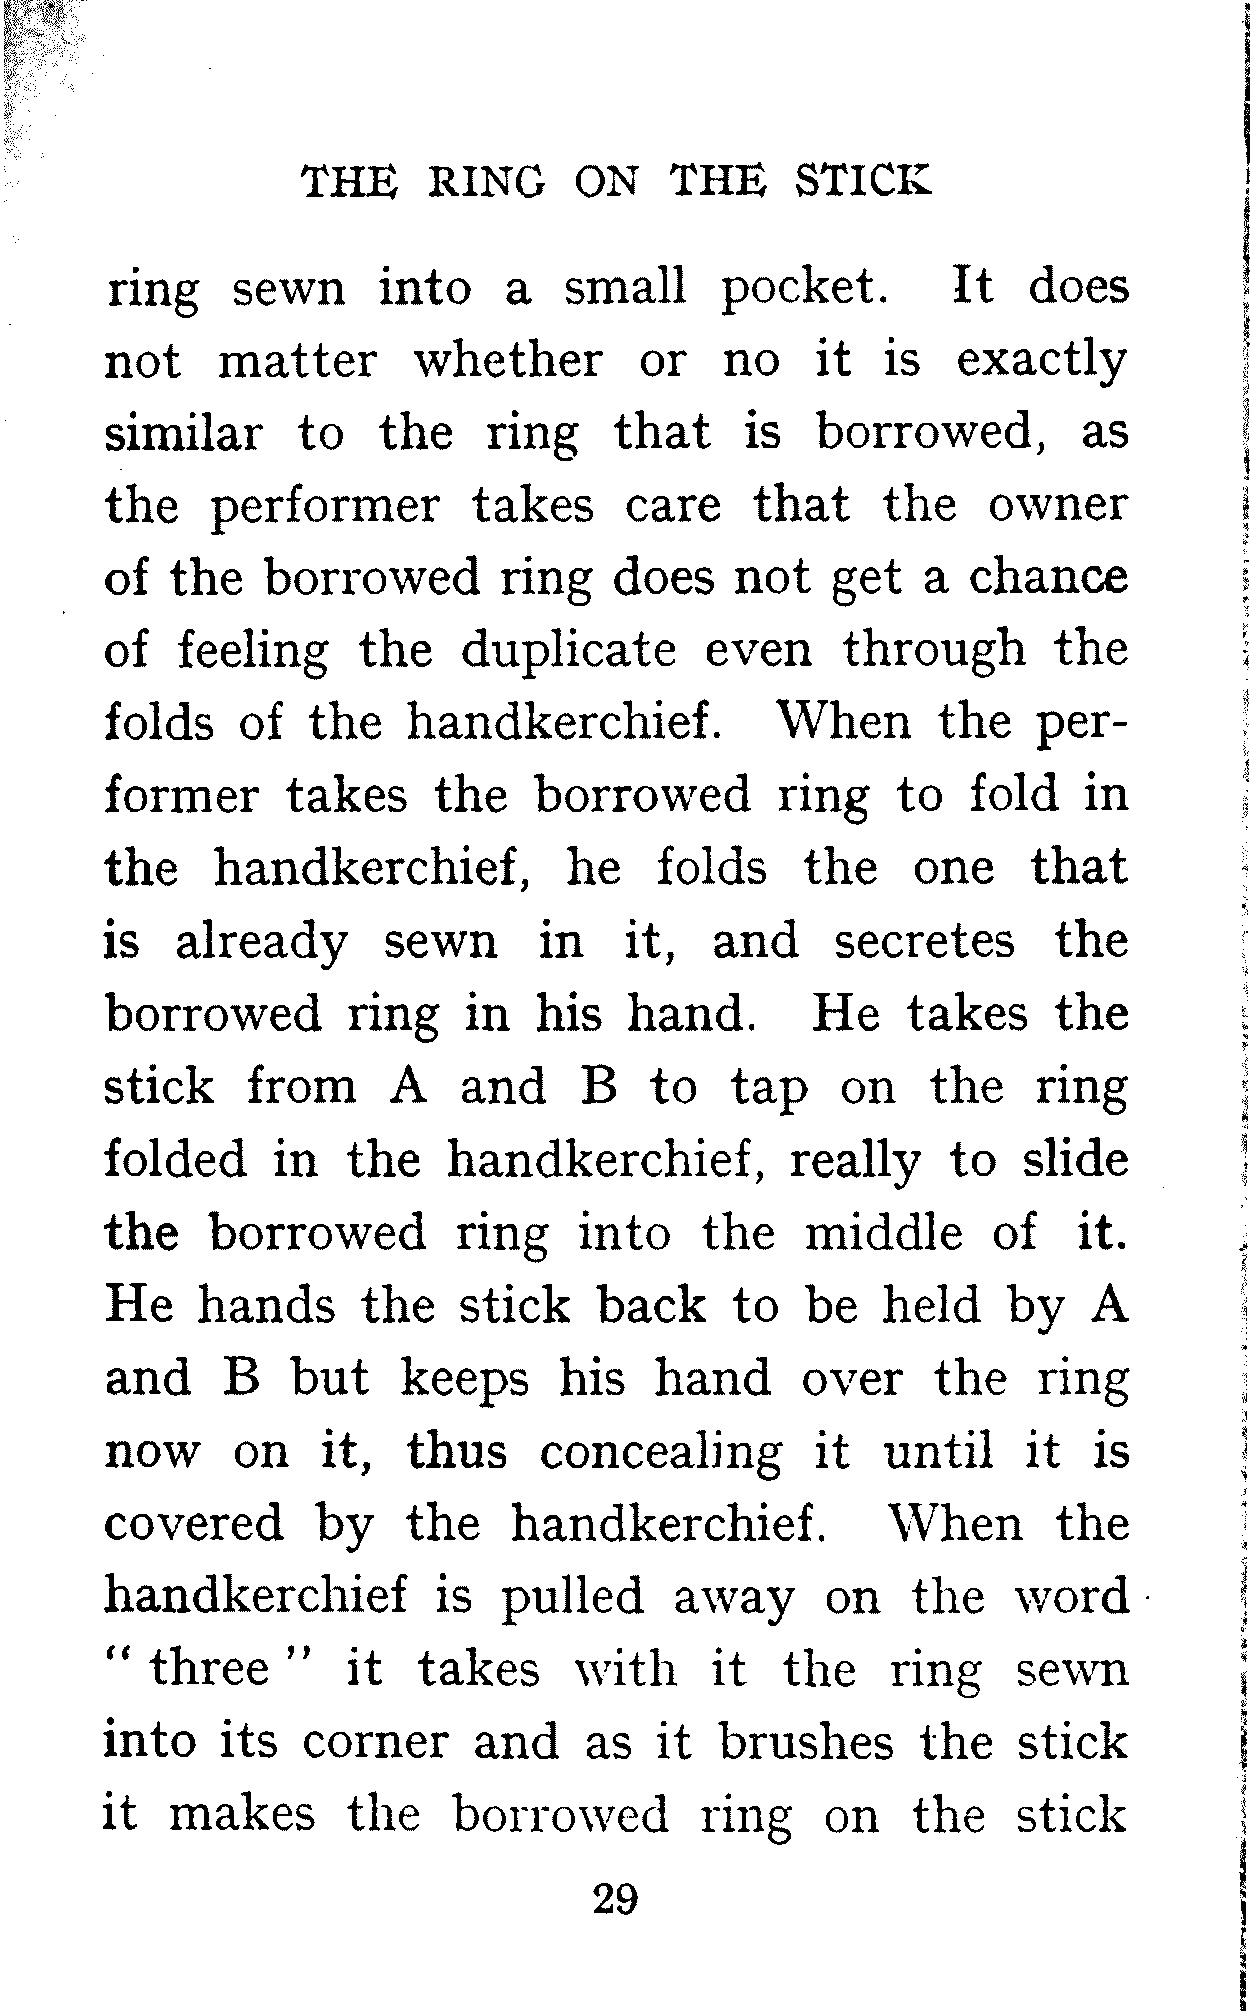 THE RING ON THE STICK
ring sewn into a small pocket. It does
not matter whether or no it is exactly
similar to the ring that is borrowed, as
the performer takes care that the owner
of the borrowed ring does not get a chance
of feeling the duplicate even through the
folds of the handkerchief. When the per-
former takes the borrowed ring to fold in
the handkerchief, he folds the one that
is already sewn in it, and secretes the
borrowed ring in his hand. He takes the
stick from A and B to tap on the ring
folded in the handkerchief, really to slide
the borrowed ring into the middle of it.
He hands the stick back to be held by A
and B but keeps his hand over the ring
now on it, thus concealing it until it is
covered by the handkerchief. When the
handkerchief is pulled away on the word
" three " it takes with it the ring sewn
into its corner and as it brushes the stick
it makes the borrowed ring on the stick
29